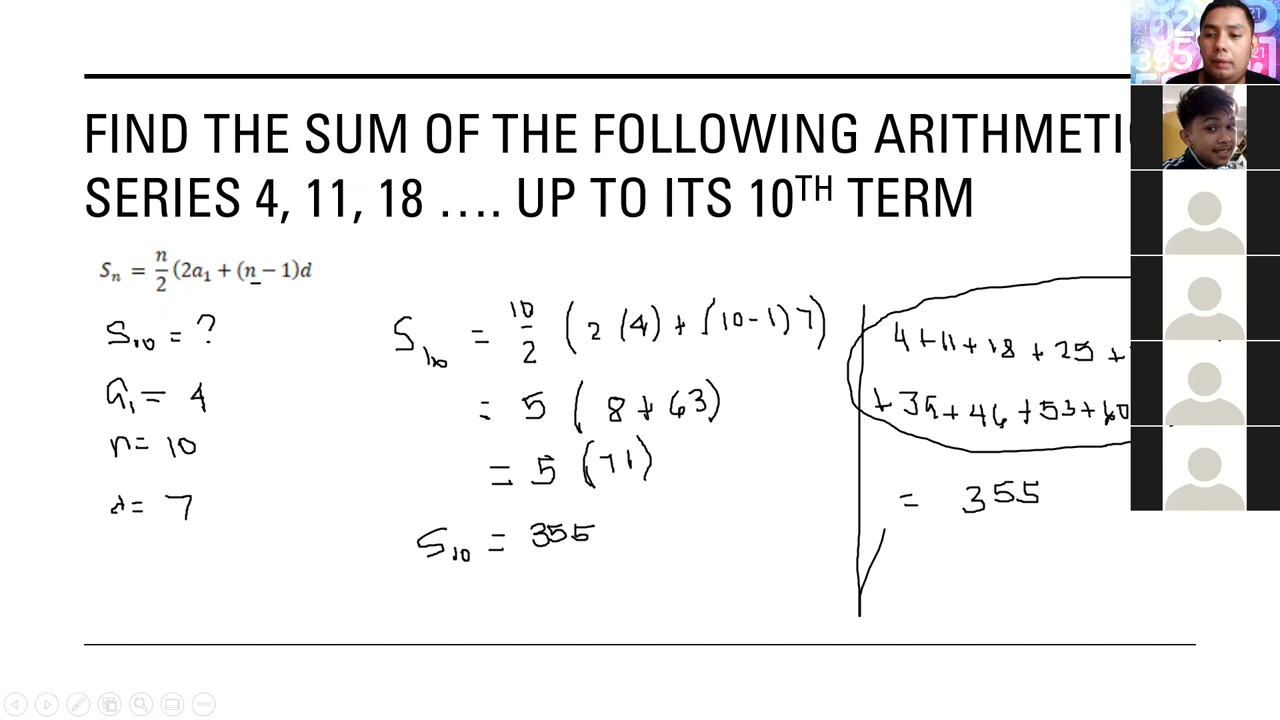 FIND THE SUM OF THE FOLLOWING ARITHMETI
SERIES 4, 11, 18 .... UP TO ITS 10TH TERM
Sₙ = n/2 (2a₁ + (n − 1)d
S₁₀ = ?
a₁ = 4
n = 10
d = 7
S₁₀ = 10/2 (2(4) + (10-1)7)
= 5 (8 + 63)
= 5 (71)
S₁₀ = 355
4 + 11 + 18 + 25 +
+ 39 + 46 + 53 + 60
= 355